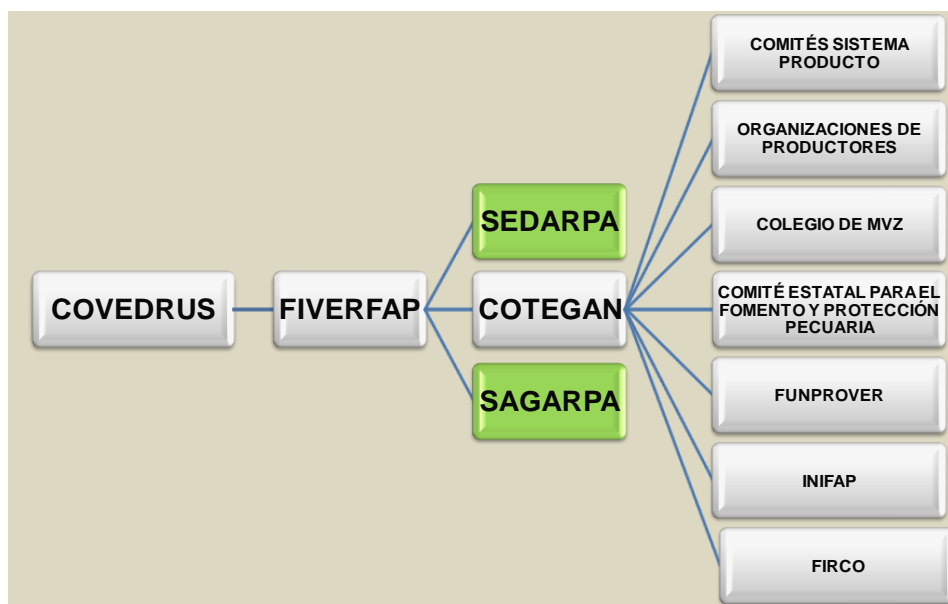 COVEDRUS
FIVERFAP
SEDARPA
COTEGAN
SAGARPA
COMITÉS SISTEMA
PRODUCTO
ORGANIZACIONES DE
PRODUCTORES
COLEGIO DE MVZ
COMITÉ ESTATAL PARA EL
FOMENTO Y PROTECCIÓN
PECUARIA
FUNPROVER
INIFAP
FIRCO